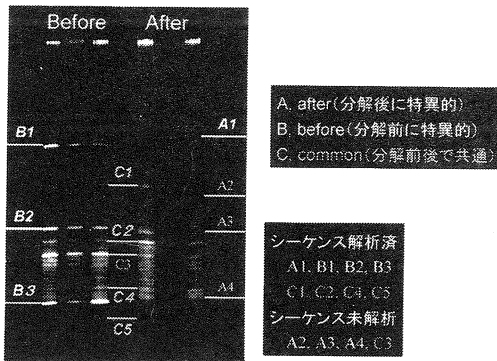 Before After
B1
A1
C1
A2
B2
C2
A3
C3
B3
C4
A4
C5
A, after(分解後に特異的)
B, before(分解前に特異的)
C, common(分解前後で共通)
シーケンス解析済
A1, B1, B2, B3
C1, C2, C4, C5
シーケンス未解析
A2, A3, A4, C3